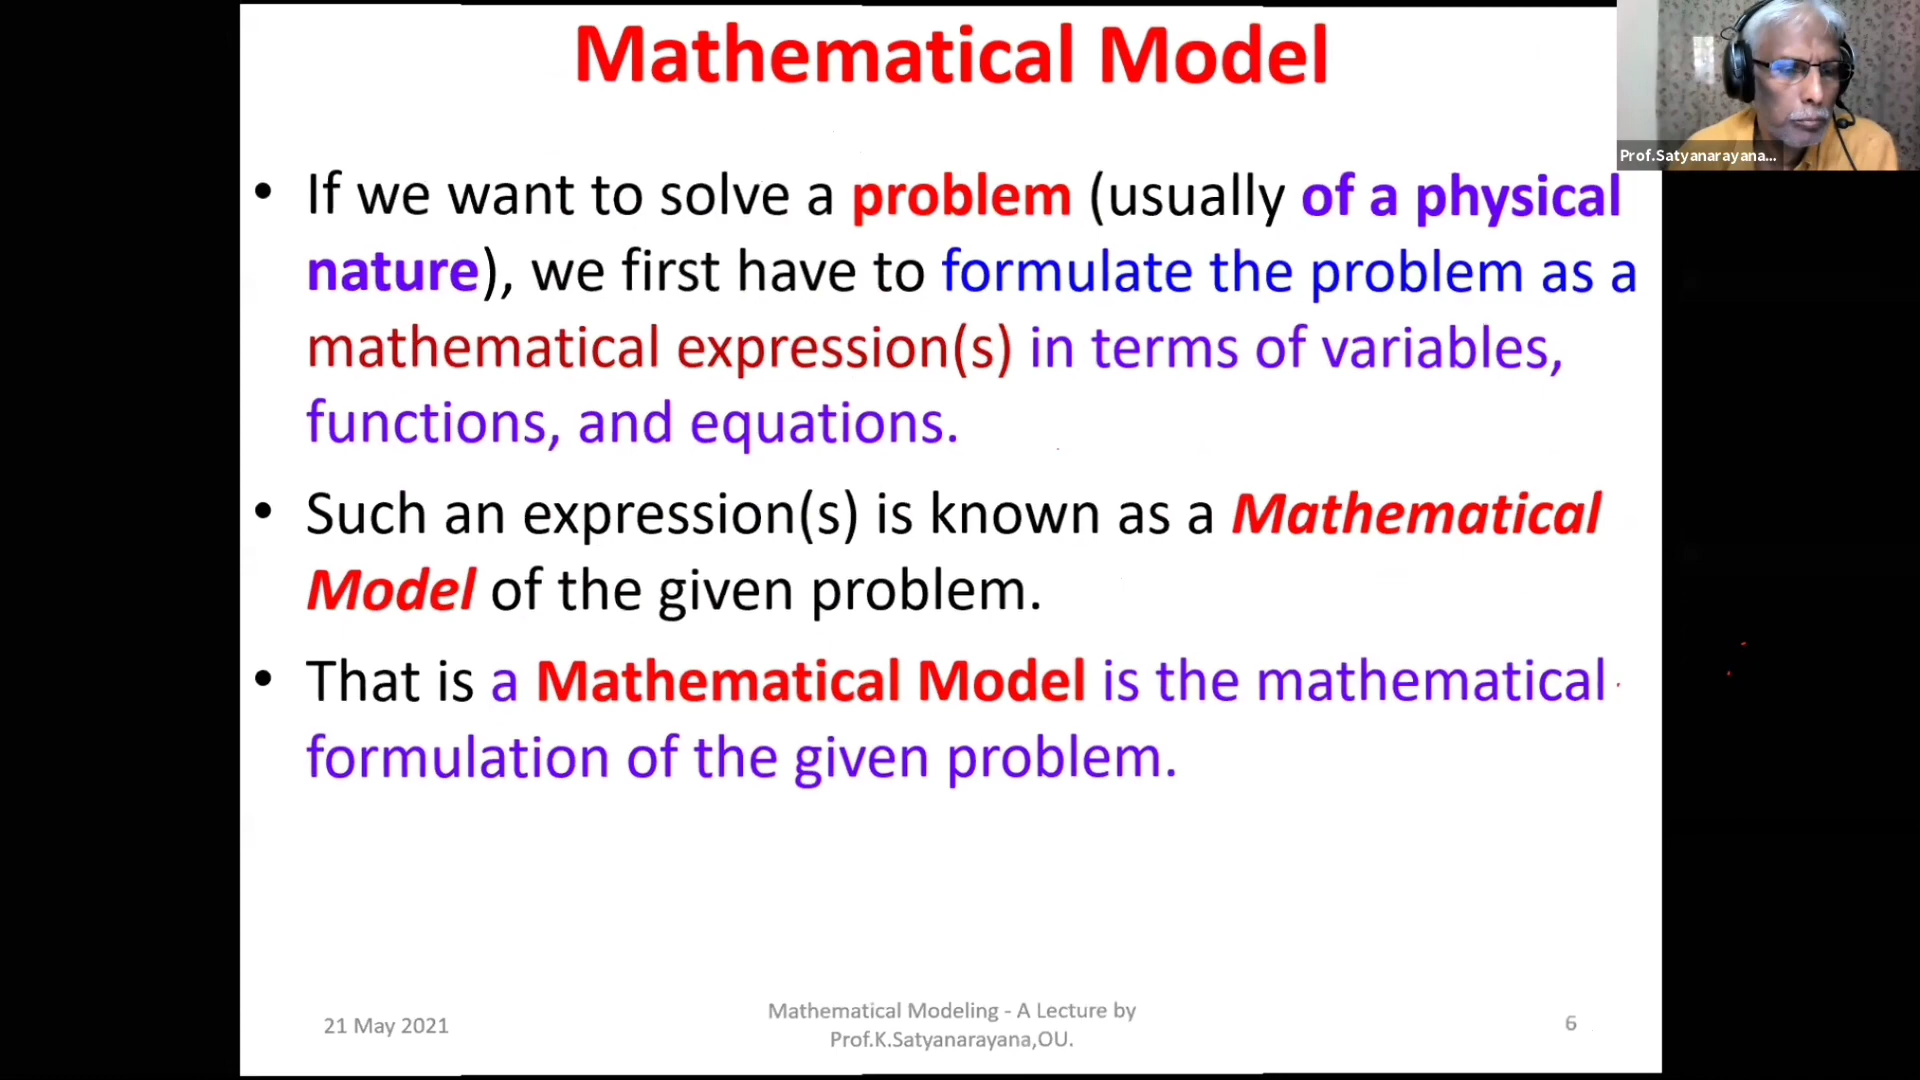 Mathematical Model
Prof.Satyanarayana...
• If we want to solve a problem (usually of a physical
nature), we first have to formulate the problem as a
mathematical expression(s) in terms of variables,
functions, and equations.
• Such an expression(s) is known as a Mathematical
Model of the given problem.
• That is a Mathematical Model is the mathematical
formulation of the given problem.
21 May 2021
Mathematical Modeling - A Lecture by
Prof.K.Satyanarayana,OU.
6